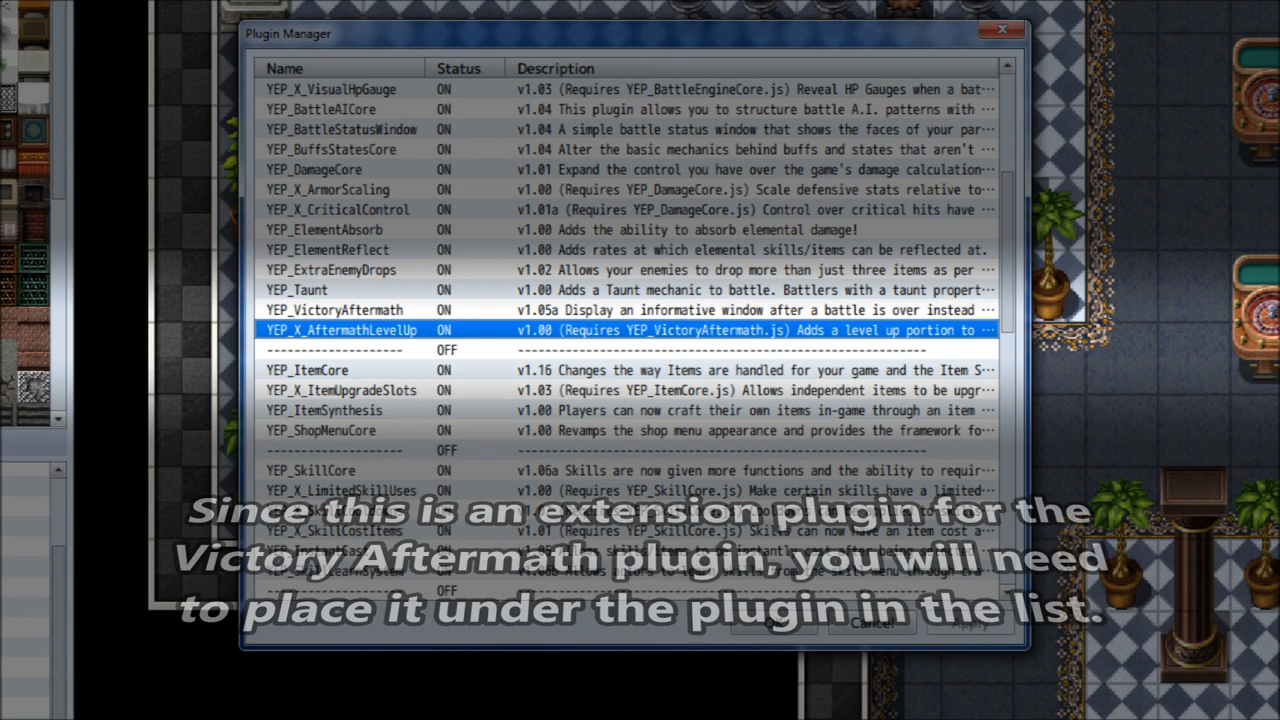 Plugin Manager
Name Status Description
YEP_X_VisualHpGauge ON v1.03 (Requires YEP_BattleEngineCore.js) Reveal HP Gauges when a bat···
YEP_BattleAICore ON v1.04 This plugin allows you to structure battle A.I. patterns with ···
YEP_BattleStatusWindow ON v1.04 A simple battle status window that shows the faces of your par···
YEP_BuffsStatesCore ON v1.04 Alter the basic mechanics behind buffs and states that aren't ···
YEP_DamageCore ON v1.01 Expand the control you have over the game's damage calculation···
YEP_X_ArmorScaling ON v1.00 (Requires YEP_DamageCore.js) Scale defensive stats relative to···
YEP_X_CriticalControl ON v1.01a (Requires YEP_DamageCore.js) Control over critical hits have ···
YEP_ElementAbsorb ON v1.00 Adds the ability to absorb elemental damage!
YEP_ElementReflect ON v1.00 Adds rates at which elemental skills/items can be reflected at.
YEP_ExtraEnemyDrops ON v1.02 Allows your enemies to drop more than just three items as per ···
YEP_Taunt ON v1.00 Adds a Taunt mechanic to battle. Battlers with a taunt propert···
YEP_VictoryAftermath ON v1.05a Display an informative window after a battle is over instead ···
YEP_X_AftermathLevelUp ON v1.00 (Requires YEP_VictoryAftermath.js) Adds a level up portion to ···
------------------- OFF ---------------------------------------------------------
YEP_ItemCore ON v1.16 Changes the way Items are handled for your game and the Item S···
YEP_X_ItemUpgradeSlots ON v1.03 (Requires YEP_ItemCore.js) Allows independent items to be upgr···
YEP_ItemSynthesis ON v1.00 Players can now craft their own items in-game through an item ···
YEP_ShopMenuCore ON v1.00 Revamps the shop menu appearance and provides the framework fo···
------------------- OFF ---------------------------------------------------------
YEP_SkillCore ON v1.06a Skills are now given more functions and the ability to requir···
YEP_X_LimitedSkillUses ON v1.00 (Requires YEP_SkillCore.js) Make certain skills have a limited···
Since this is an extension plugin for the
YEP_X_SkillCostItems ON v1.01 (Requires YEP_SkillCore.js) Skills can now have an item cost a···
Victory Aftermath plugin, you will need
OFF
to place it under the plugin in the list.
Cancel